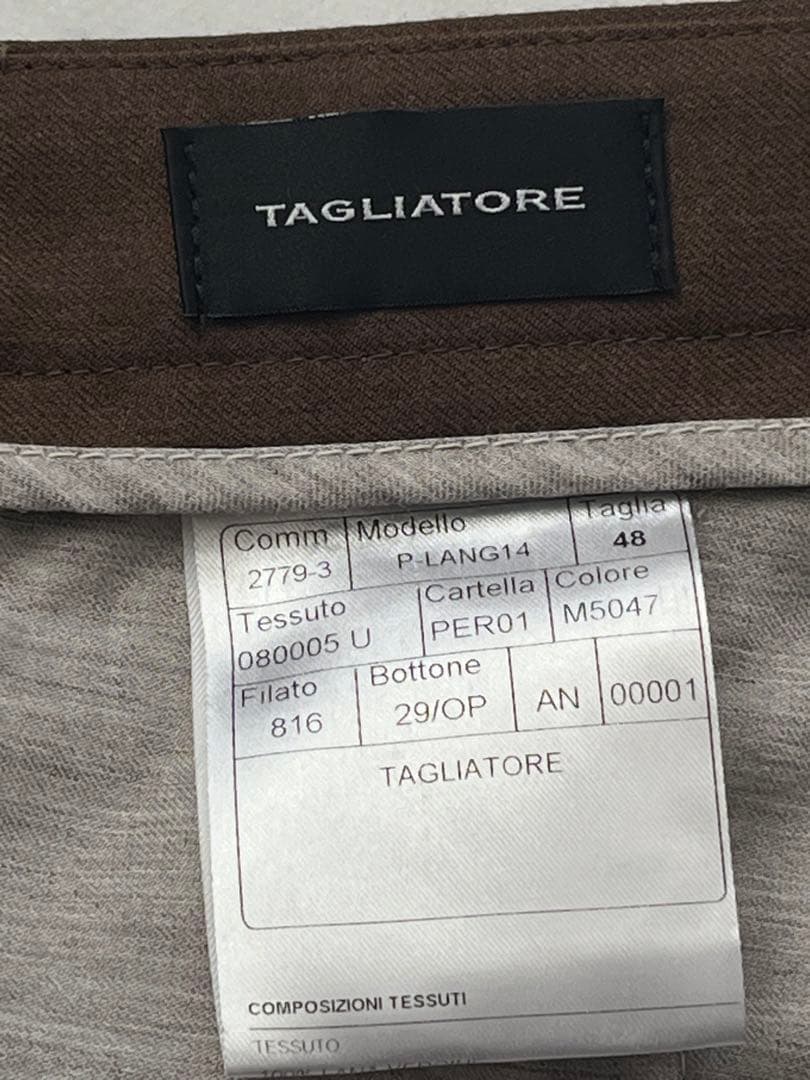 TAGLIATORE
Comm Modello Taglia
2779-3 P-LANG14 48
Tessuto Cartella Colore
080005 U PER01 M5047
Filato Bottone
816 29/OP AN 00001
TAGLIATORE
COMPOSIZIONI TESSUTI
TESSUTO